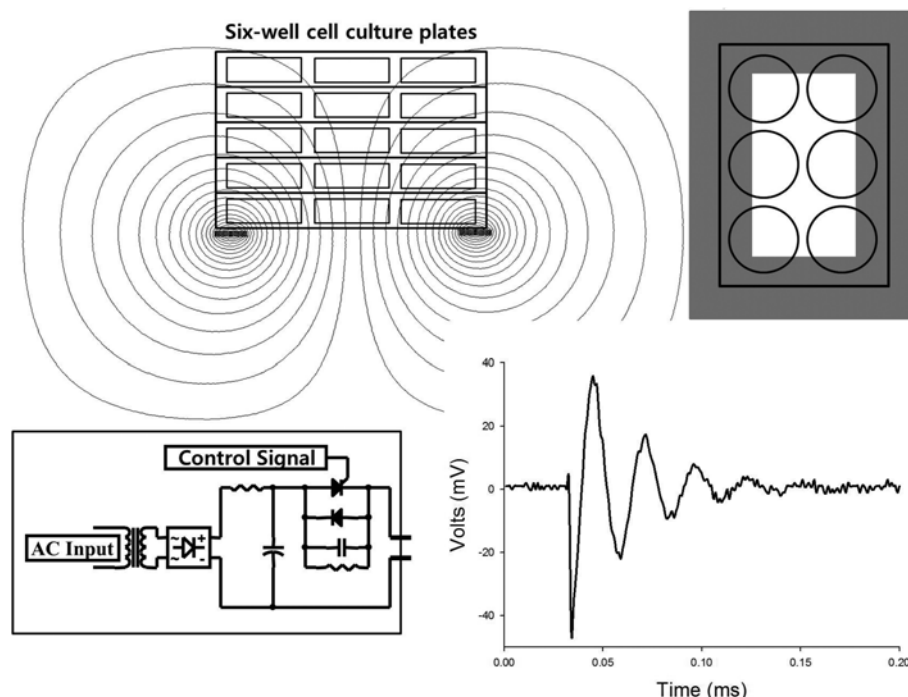 Six-well cell culture plates
Control Signal
AC Input
~
+
~
-
Volts (mV)
40
20
0
-20
-40
0.00
0.05
0.10
0.15
0.20
Time (ms)